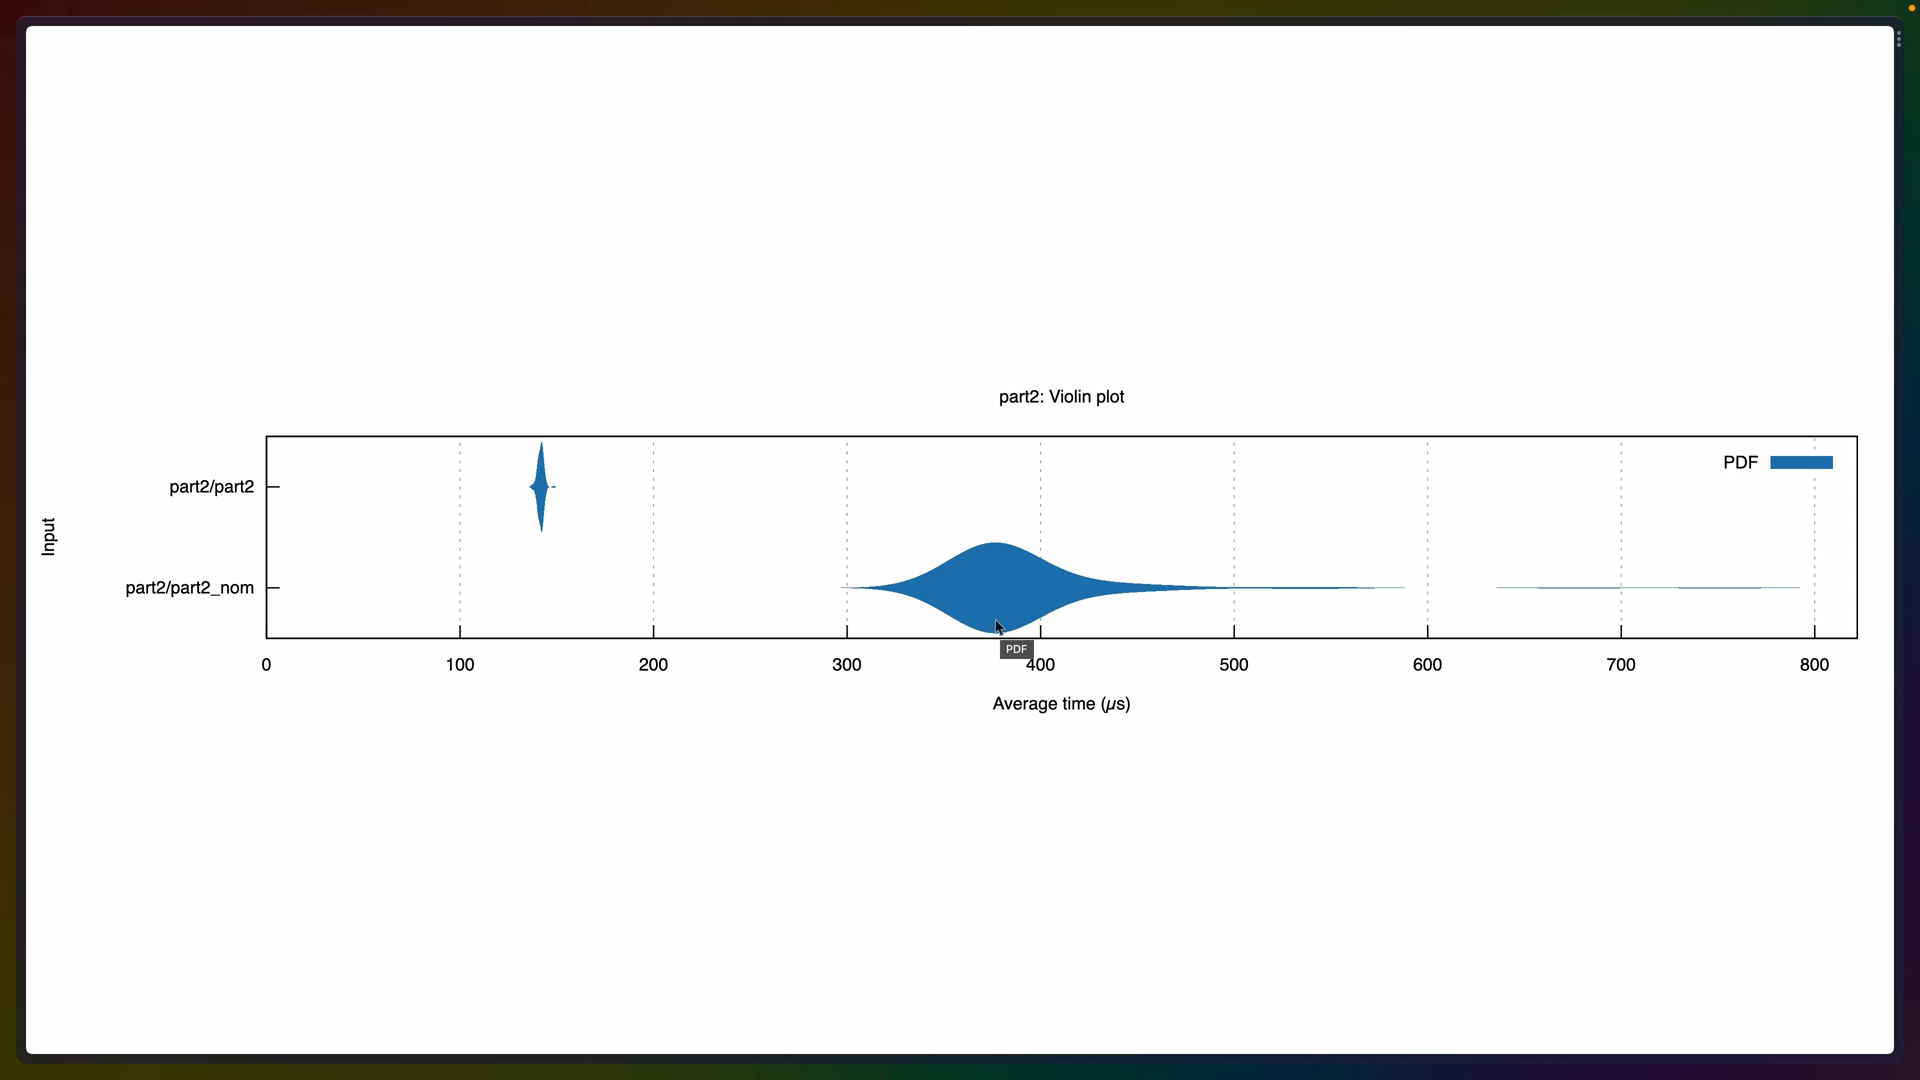 part2: Violin plot
PDF
part2/part2
Input
part2/part2_nom
PDF
0 100 200 300 400 500 600 700 800
Average time (µs)